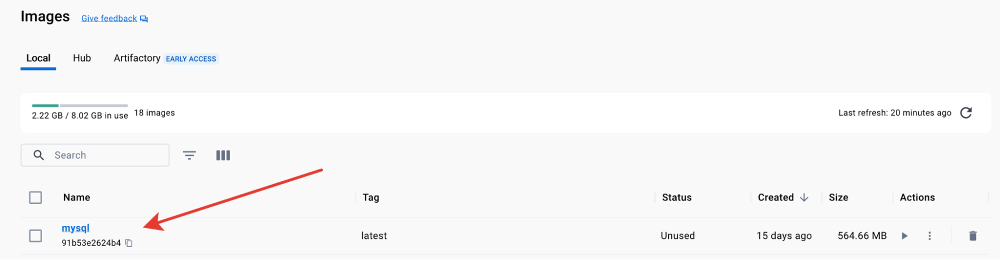 Images Give feedback
Local Hub Artifactory EARLY ACCESS
2.22 GB / 8.02 GB in use 18 images Last refresh: 20 minutes ago
Search
Name Tag Status Created Size Actions
mysql
91b53e2624b4 latest Unused 15 days ago 564.66 MB